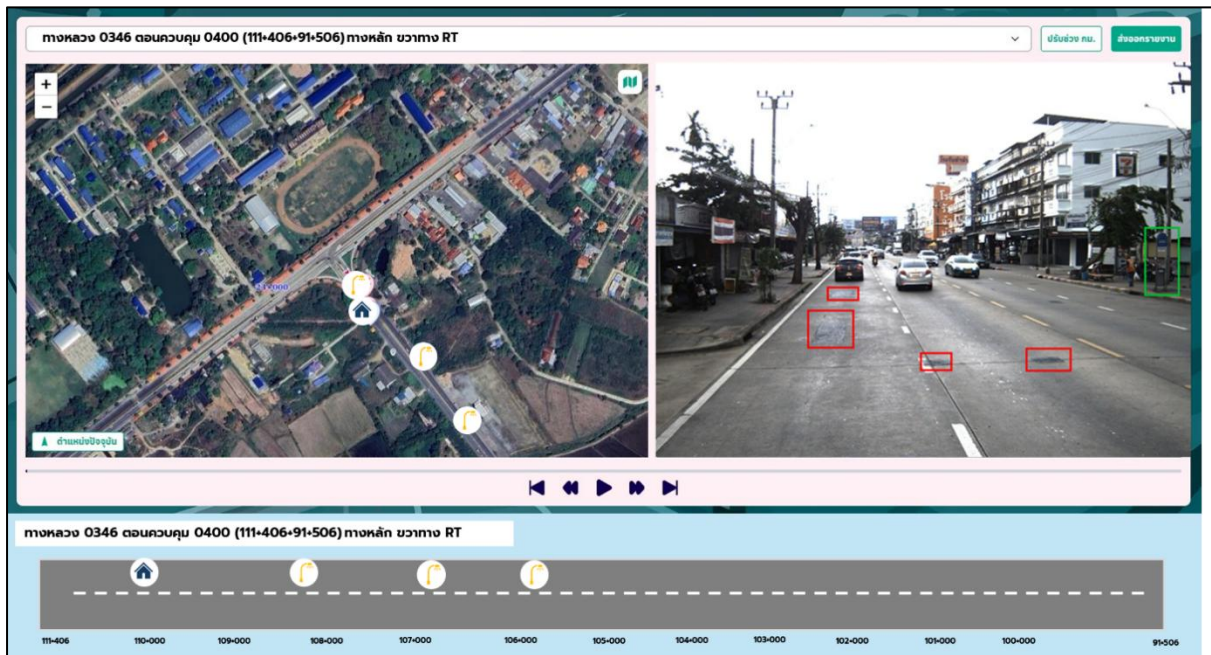 ทางหลวง 0346 ตอนควบคุม 0400 (111+406+91+506) ทางหลัก ขวาทาง RT
ปรับช่วง กม.
ส่งออกรายงาน
+
−
24+000
ตำแหน่งปัจจุบัน
ทางหลวง 0346 ตอนควบคุม 0400 (111+406+91+506) ทางหลัก ขวาทาง RT
111+406 110+000 109+000 108+000 107+000 106+000 105+000 104+000 103+000 102+000 101+000 100+000 91+506